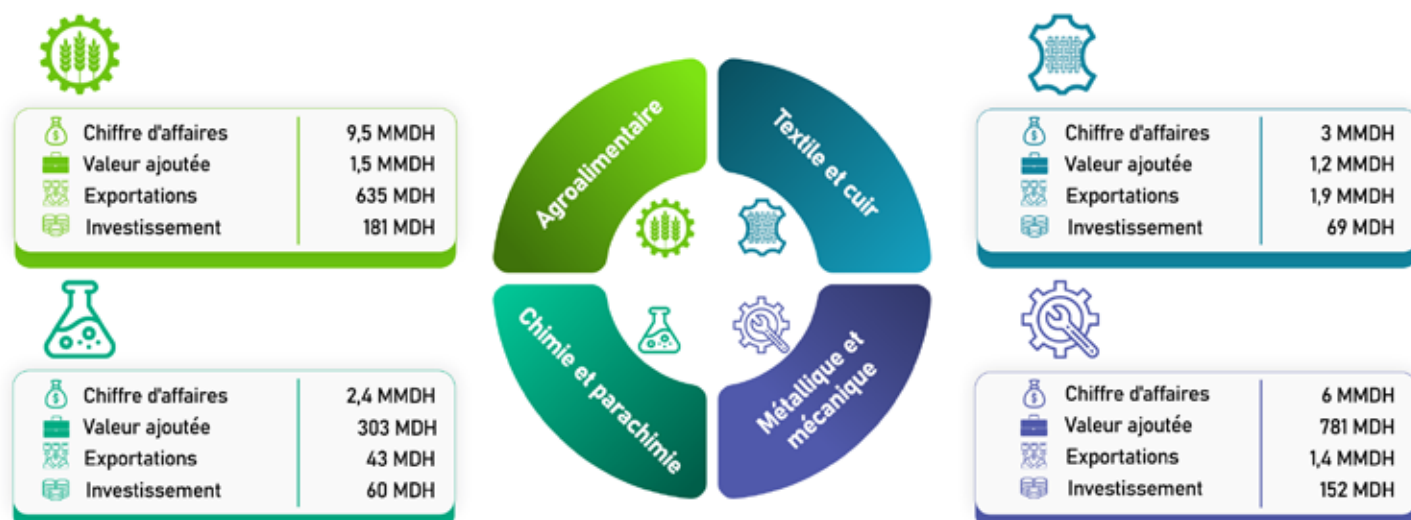 Chiffre d'affaires 9,5 MMDH
Valeur ajoutée 1,5 MMDH
Exportations 635 MDH
Investissement 181 MDH
Agroalimentaire
Textile et cuir
Chiffre d'affaires 3 MMDH
Valeur ajoutée 1,2 MMDH
Exportations 1,9 MMDH
Investissement 69 MDH
Chiffre d'affaires 2,4 MMDH
Valeur ajoutée 303 MDH
Exportations 43 MDH
Investissement 60 MDH
Chimie et parachimie
Métallique et
mécanique
Chiffre d'affaires 6 MMDH
Valeur ajoutée 781 MDH
Exportations 1,4 MMDH
Investissement 152 MDH